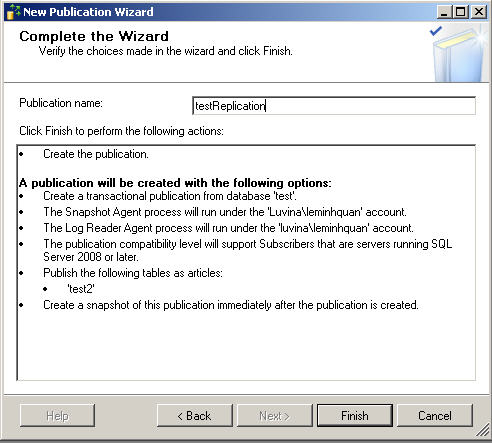 New Publication Wizard
Complete the Wizard
Verify the choices made in the wizard and click Finish.
Publication name:
testReplication
Click Finish to perform the following actions:
• Create the publication.
A publication will be created with the following options:
• Create a transactional publication from database 'test'.
• The Snapshot Agent process will run under the 'Luvina\leminhquan' account.
• The Log Reader Agent process will run under the 'luvina\leminhquan' account.
• The publication compatibility level will support Subscribers that are servers running SQL
Server 2008 or later.
• Publish the following tables as articles:
• 'test2'
• Create a snapshot of this publication immediately after the publication is created.
Help
< Back
Next >
Finish
Cancel